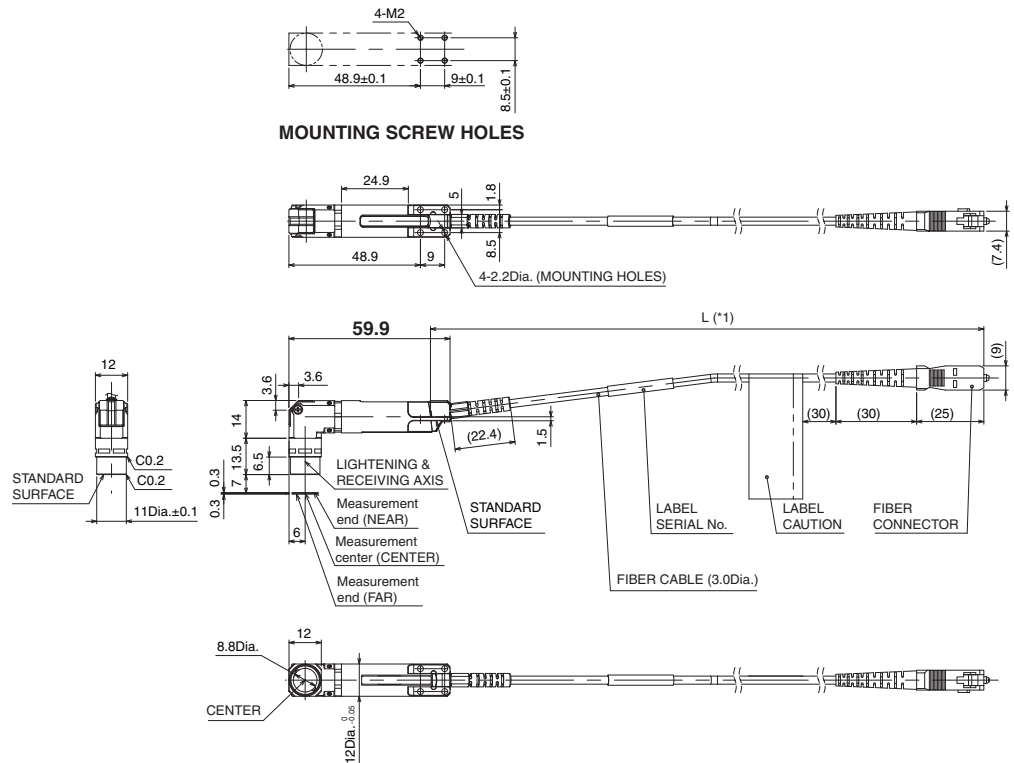 4-M2
48.9±0.1
9±0.1
8.5±0.1
MOUNTING SCREW HOLES
24.9
5
1.8
8.5
48.9
9
4-2.2Dia. (MOUNTING HOLES)
(7.4)
59.9
L (*1)
12
3.6
3.6
14
13.5
6.5
7
0.3
0.3
(22.4)
1.5
(30)
(30)
(25)
(9)
C0.2
C0.2
STANDARD
SURFACE
11Dia.±0.1
LIGHTENING &
RECEIVING AXIS
Measurement
end (NEAR)
Measurement
center (CENTER)
Measurement
end (FAR)
6
STANDARD
SURFACE
LABEL
SERIAL No.
LABEL
CAUTION
FIBER
CONNECTOR
FIBER CABLE (3.0Dia.)
12
8.8Dia.
CENTER
12Dia. 0 -0.05